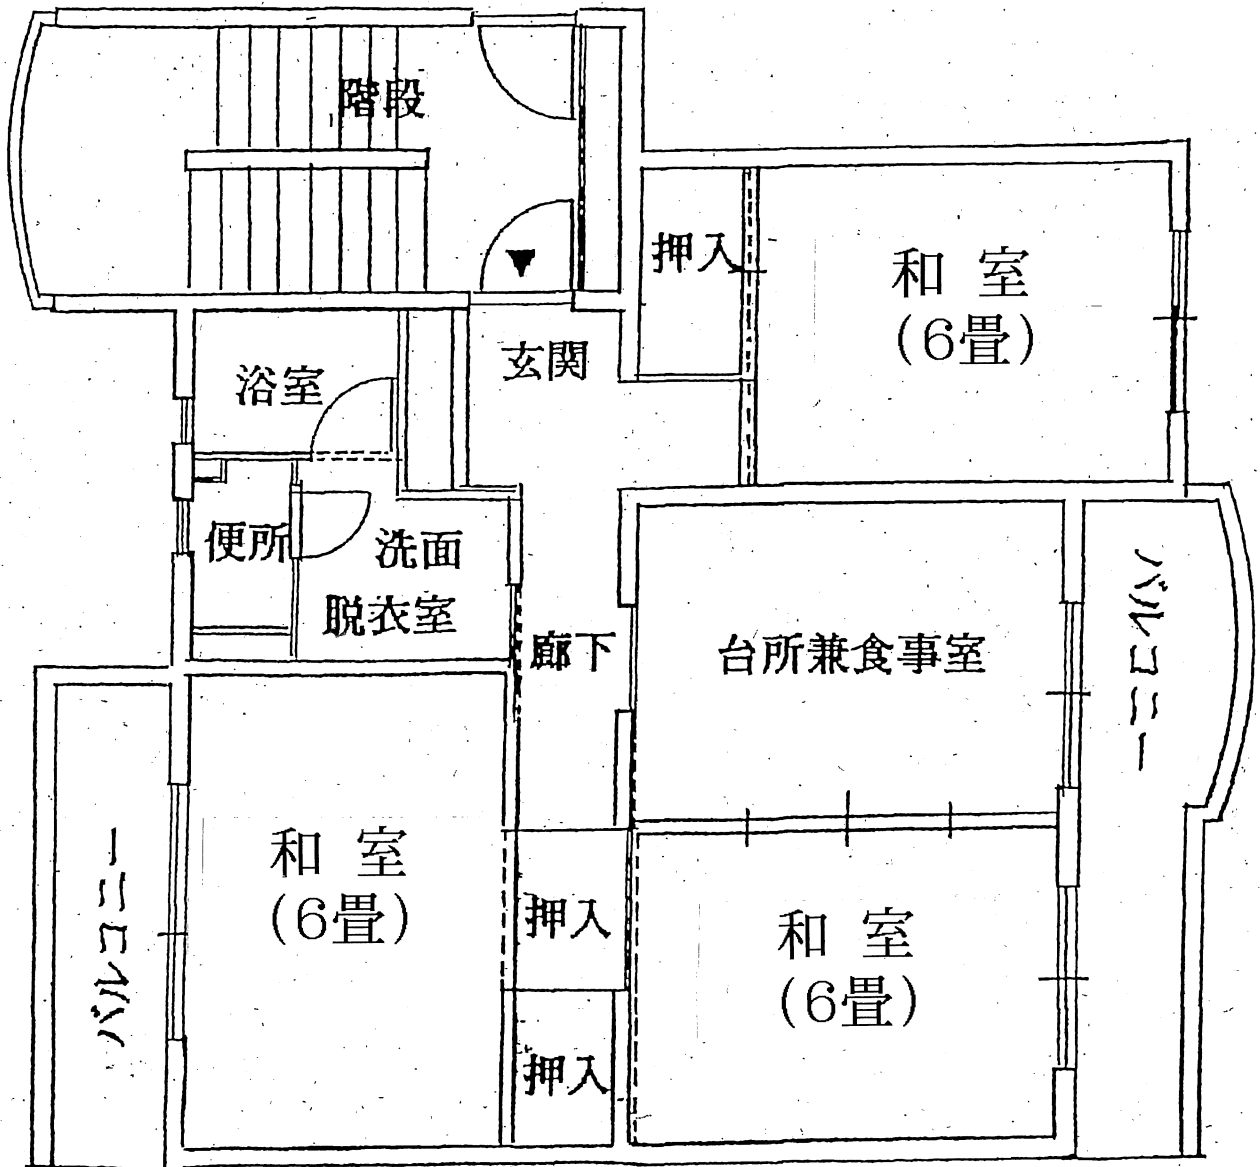 階段
押入
和室
(6畳)
玄関
浴室
便所
洗面
脱衣室
廊下
台所兼食事室
バルコニー
和室
(6畳)
押入
和室
(6畳)
バルコニー
押入